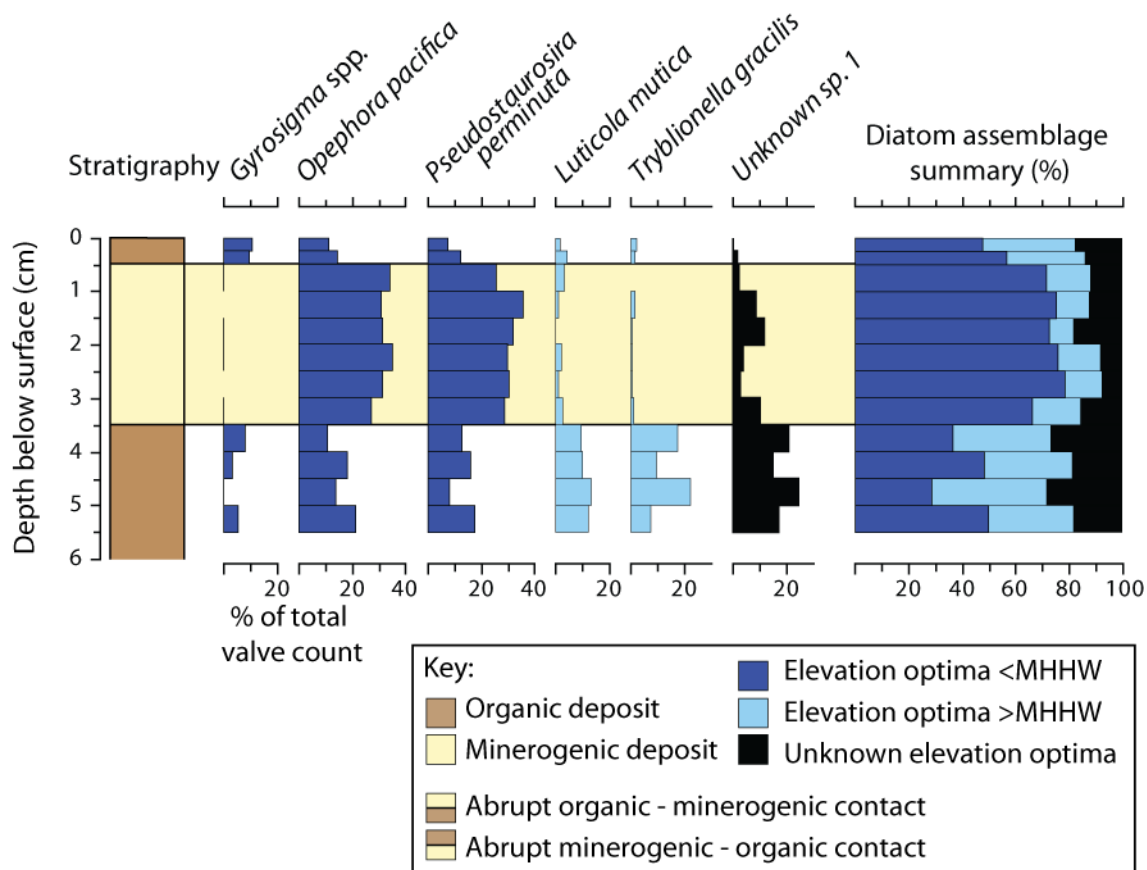 Stratigraphy
Gyrosigma spp.
Opephora pacifica
Pseudostaurosira
perminuta
Luticola mutica
Tryblionella gracilis
Unknown sp. 1
Diatom assemblage
summary (%)
Depth below surface (cm)
0
1
2
3
4
5
6
20
20
40
20
40
20
20
20
20
40
60
80
100
% of total
valve count
Key:
Organic deposit
Minerogenic deposit
Abrupt organic - minerogenic contact
Abrupt minerogenic - organic contact
Elevation optima <MHHW
Elevation optima >MHHW
Unknown elevation optima